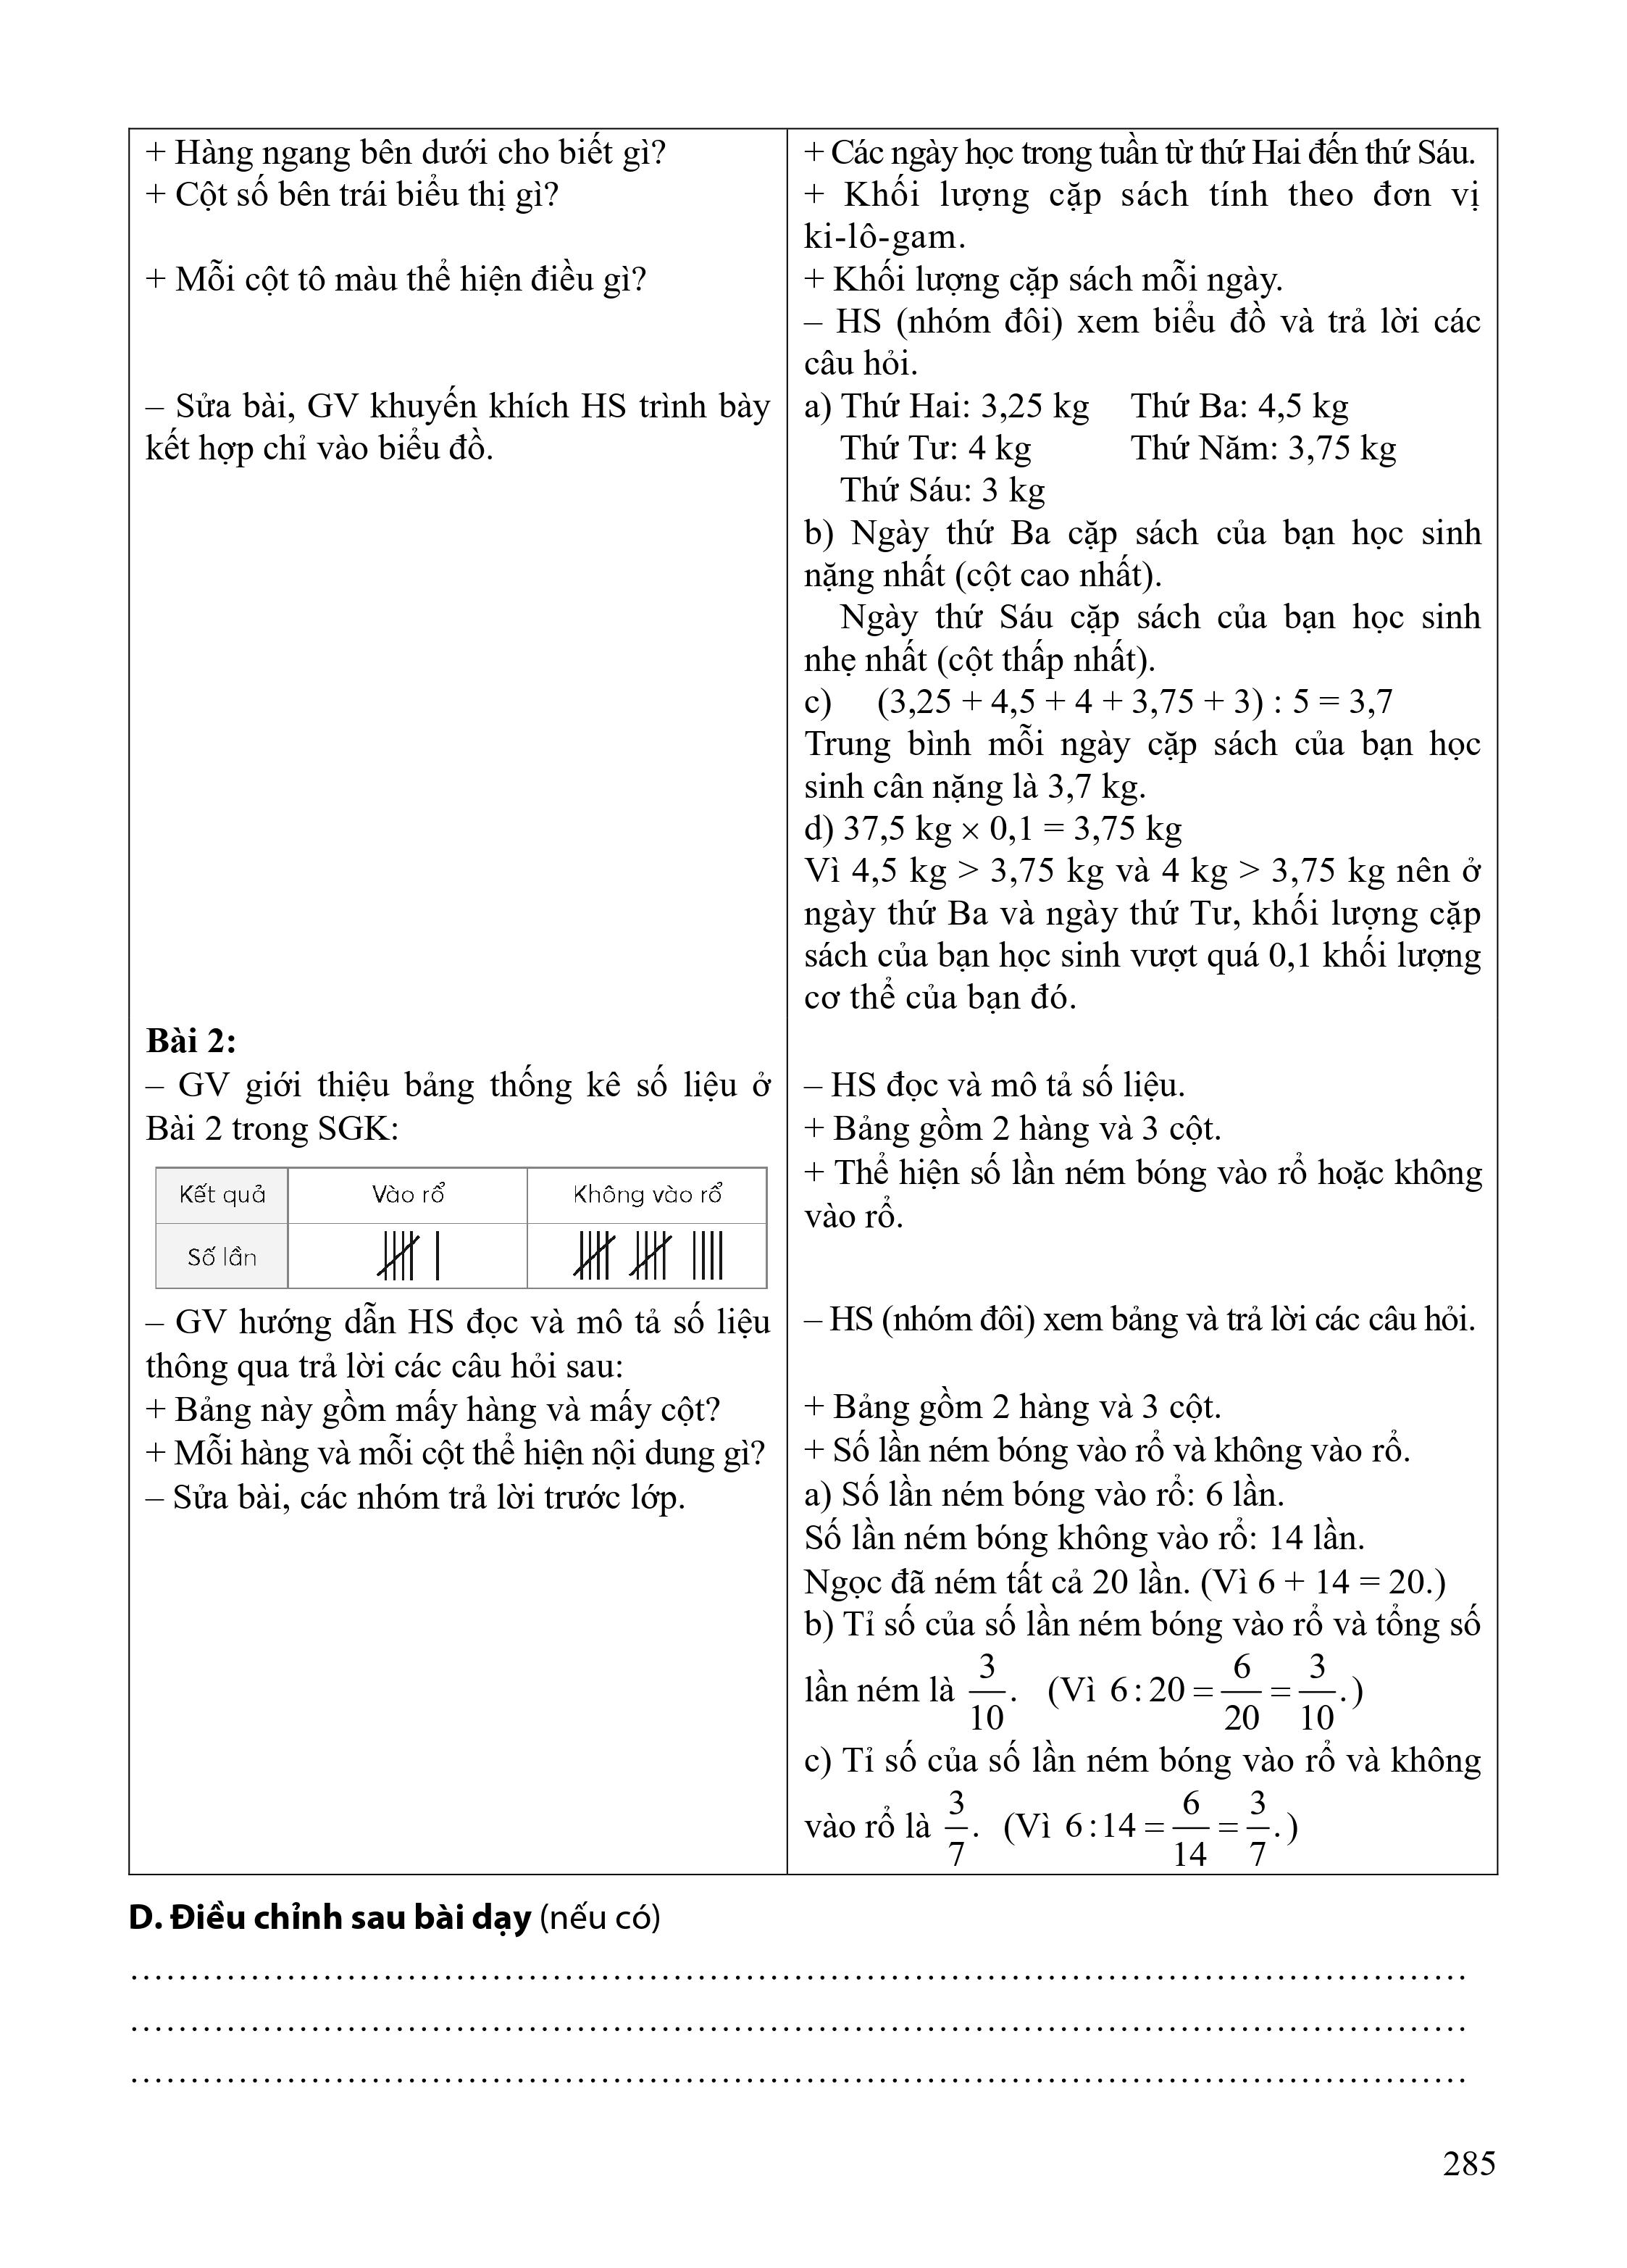 + Hàng ngang bên dưới cho biết gì?
+ Cột số bên trái biểu thị gì?
+ Mỗi cột tô màu thể hiện điều gì?
– Sửa bài, GV khuyến khích HS trình bày
kết hợp chỉ vào biểu đồ.
+ Các ngày học trong tuần từ thứ Hai đến thứ Sáu.
+ Khối lượng cặp sách tính theo đơn vị
ki-lô-gam.
+ Khối lượng cặp sách mỗi ngày.
– HS (nhóm đôi) xem biểu đồ và trả lời các
câu hỏi.
a) Thứ Hai: 3,25 kg Thứ Ba: 4,5 kg
Thứ Tư: 4 kg Thứ Năm: 3,75 kg
Thứ Sáu: 3 kg
b) Ngày thứ Ba cặp sách của bạn học sinh
nặng nhất (cột cao nhất).
Ngày thứ Sáu cặp sách của bạn học sinh
nhẹ nhất (cột thấp nhất).
c) (3,25 + 4,5 + 4 + 3,75 + 3) : 5 = 3,7
Trung bình mỗi ngày cặp sách của bạn học
sinh cân nặng là 3,7 kg.
d) 37,5 kg × 0,1 = 3,75 kg
Vì 4,5 kg > 3,75 kg và 4 kg > 3,75 kg nên ở
ngày thứ Ba và ngày thứ Tư, khối lượng cặp
sách của bạn học sinh vượt quá 0,1 khối lượng
cơ thể của bạn đó.
Bài 2:
– GV giới thiệu bảng thống kê số liệu ở
Bài 2 trong SGK:
Kết quả Vào rổ Không vào rổ
Số lần
– GV hướng dẫn HS đọc và mô tả số liệu
thông qua trả lời các câu hỏi sau:
+ Bảng này gồm mấy hàng và mấy cột?
+ Mỗi hàng và mỗi cột thể hiện nội dung gì?
– Sửa bài, các nhóm trả lời trước lớp.
– HS đọc và mô tả số liệu.
+ Bảng gồm 2 hàng và 3 cột.
+ Thể hiện số lần ném bóng vào rổ hoặc không
vào rổ.
– HS (nhóm đôi) xem bảng và trả lời các câu hỏi.
+ Bảng gồm 2 hàng và 3 cột.
+ Số lần ném bóng vào rổ và không vào rổ.
a) Số lần ném bóng vào rổ: 6 lần.
Số lần ném bóng không vào rổ: 14 lần.
Ngọc đã ném tất cả 20 lần. (Vì 6 + 14 = 20.)
b) Tỉ số của số lần ném bóng vào rổ và tổng số
lần ném là 3/10. (Vì 6 : 20 = 6/20 = 3/10.)
c) Tỉ số của số lần ném bóng vào rổ và không
vào rổ là 3/7. (Vì 6 : 14 = 6/14 = 3/7.)
D. Điều chỉnh sau bài dạy (nếu có)
285